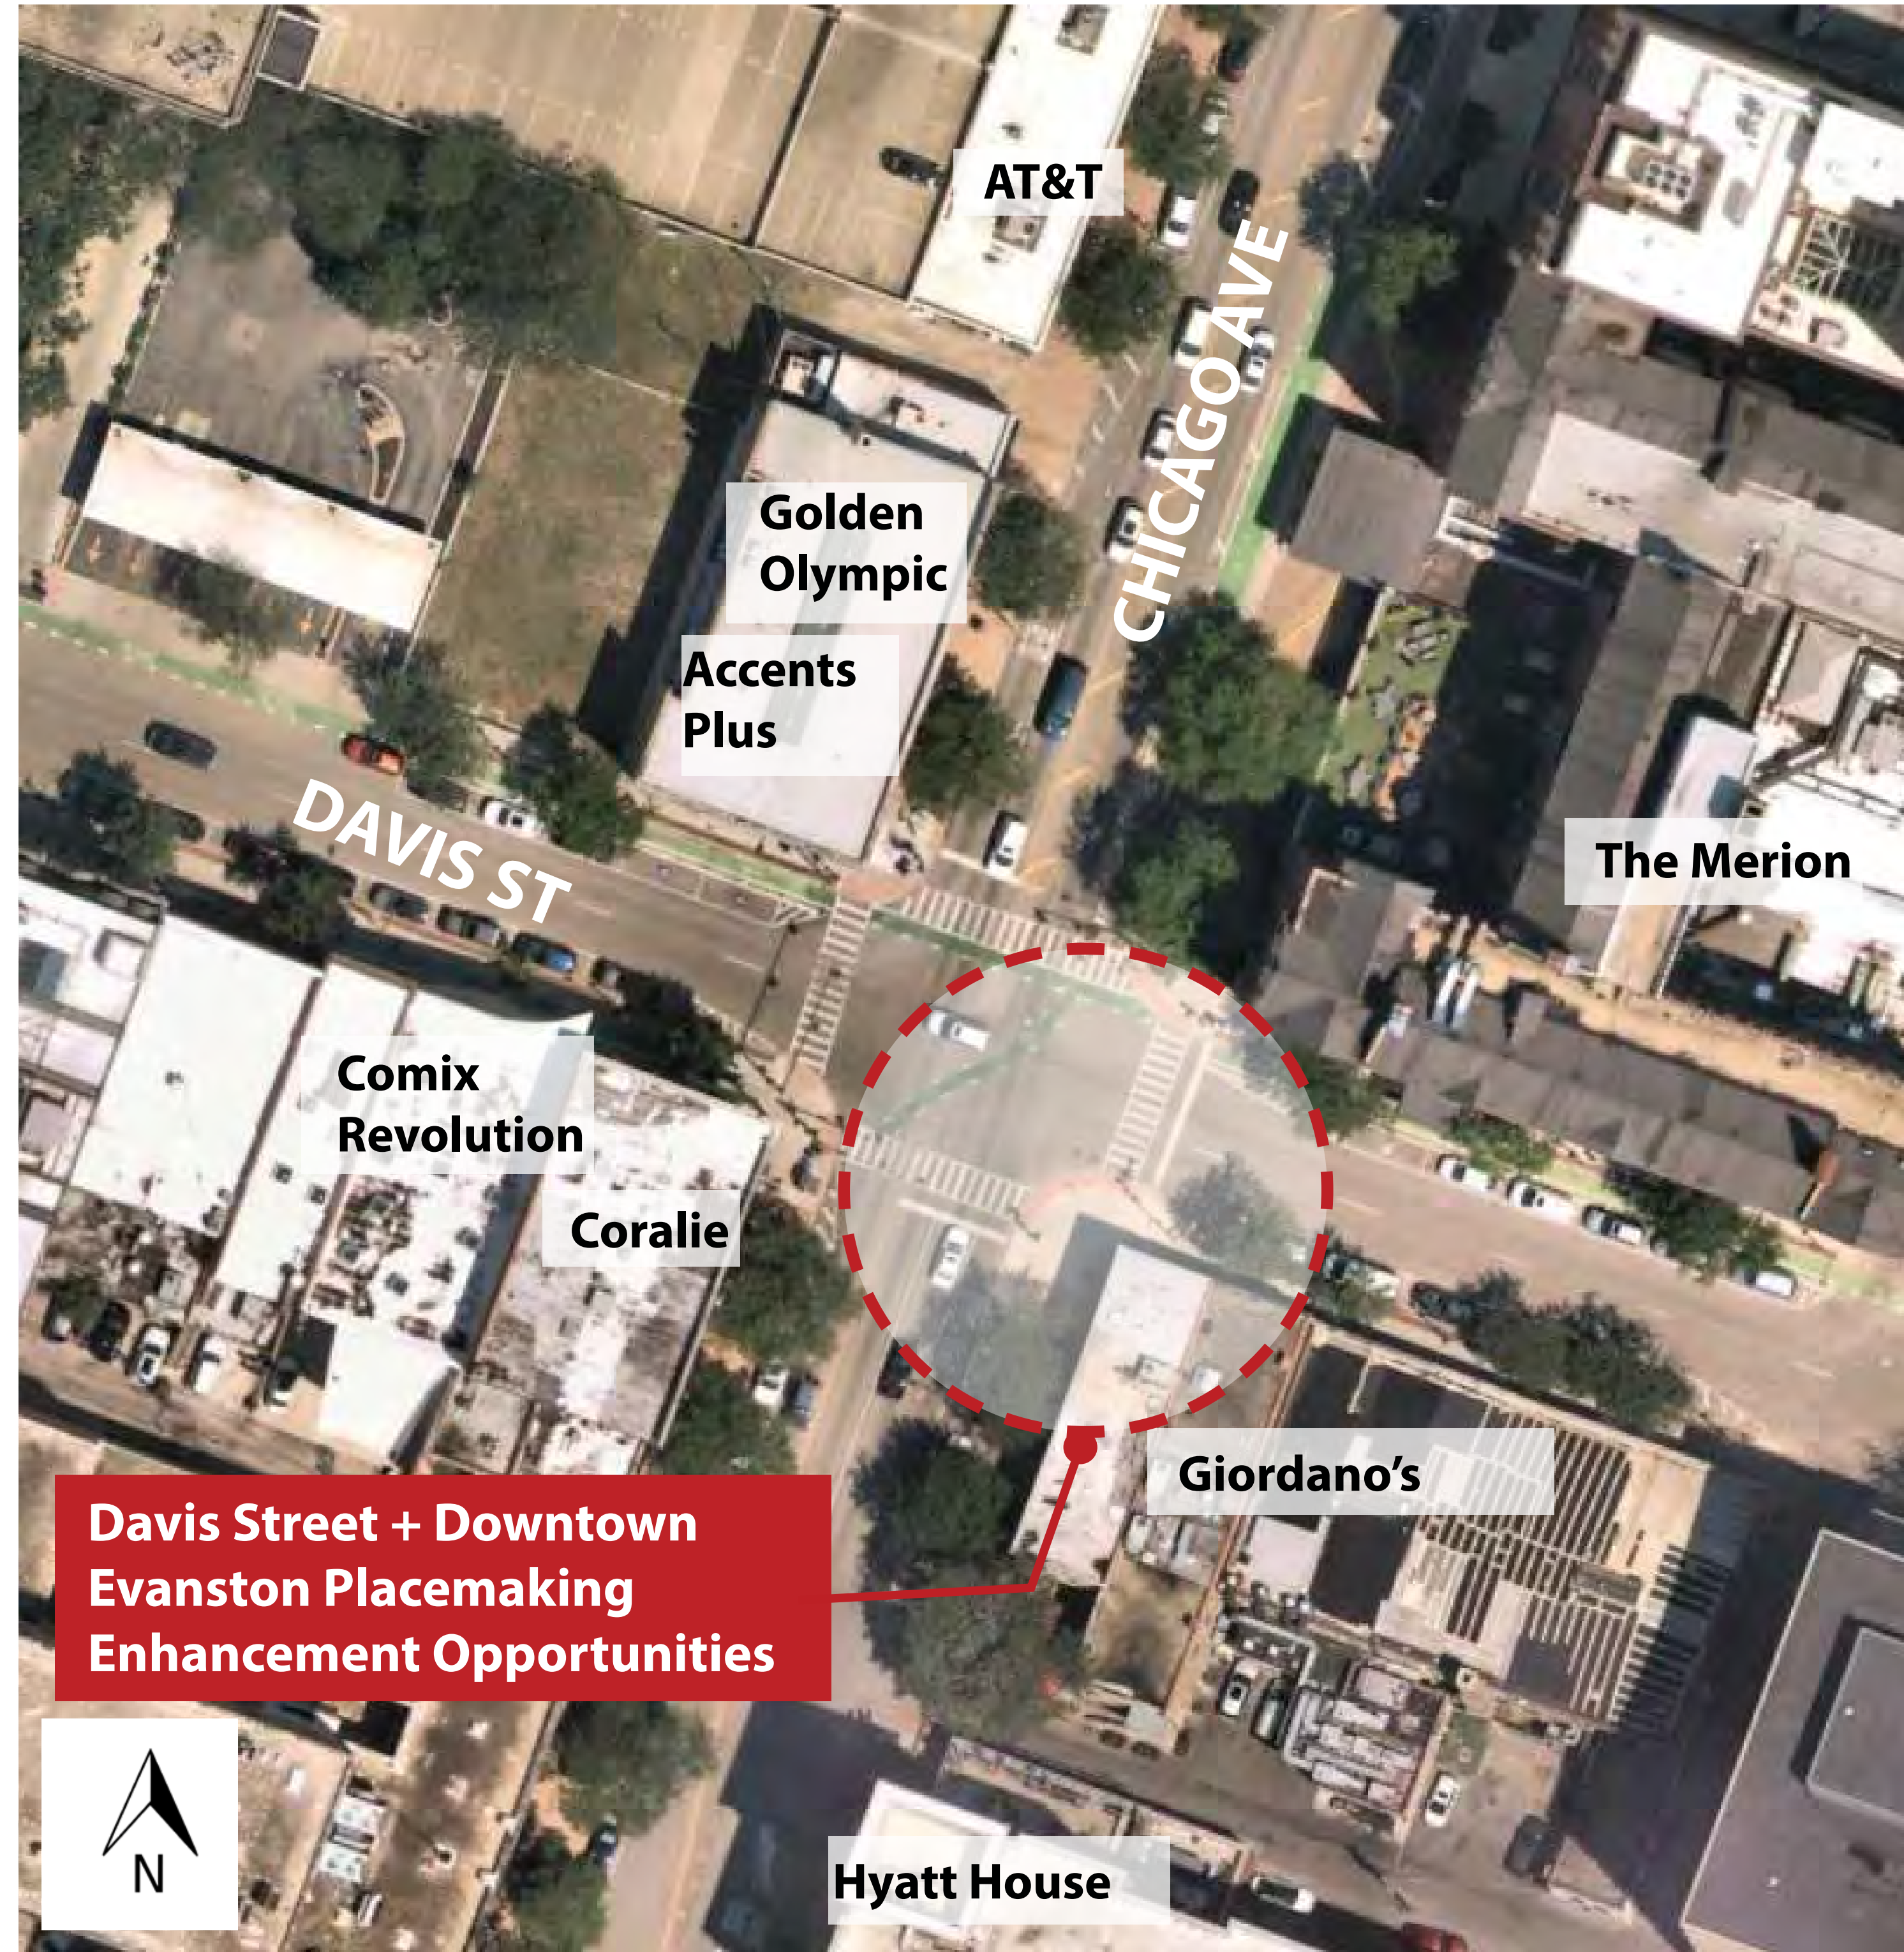 AT&T
CHICAGO AVE
Golden
Olympic
Accents
Plus
DAVIS ST
The Merion
Comix
Revolution
Coralie
Giordano’s
Davis Street + Downtown
Evanston Placemaking
Enhancement Opportunities
N
Hyatt House